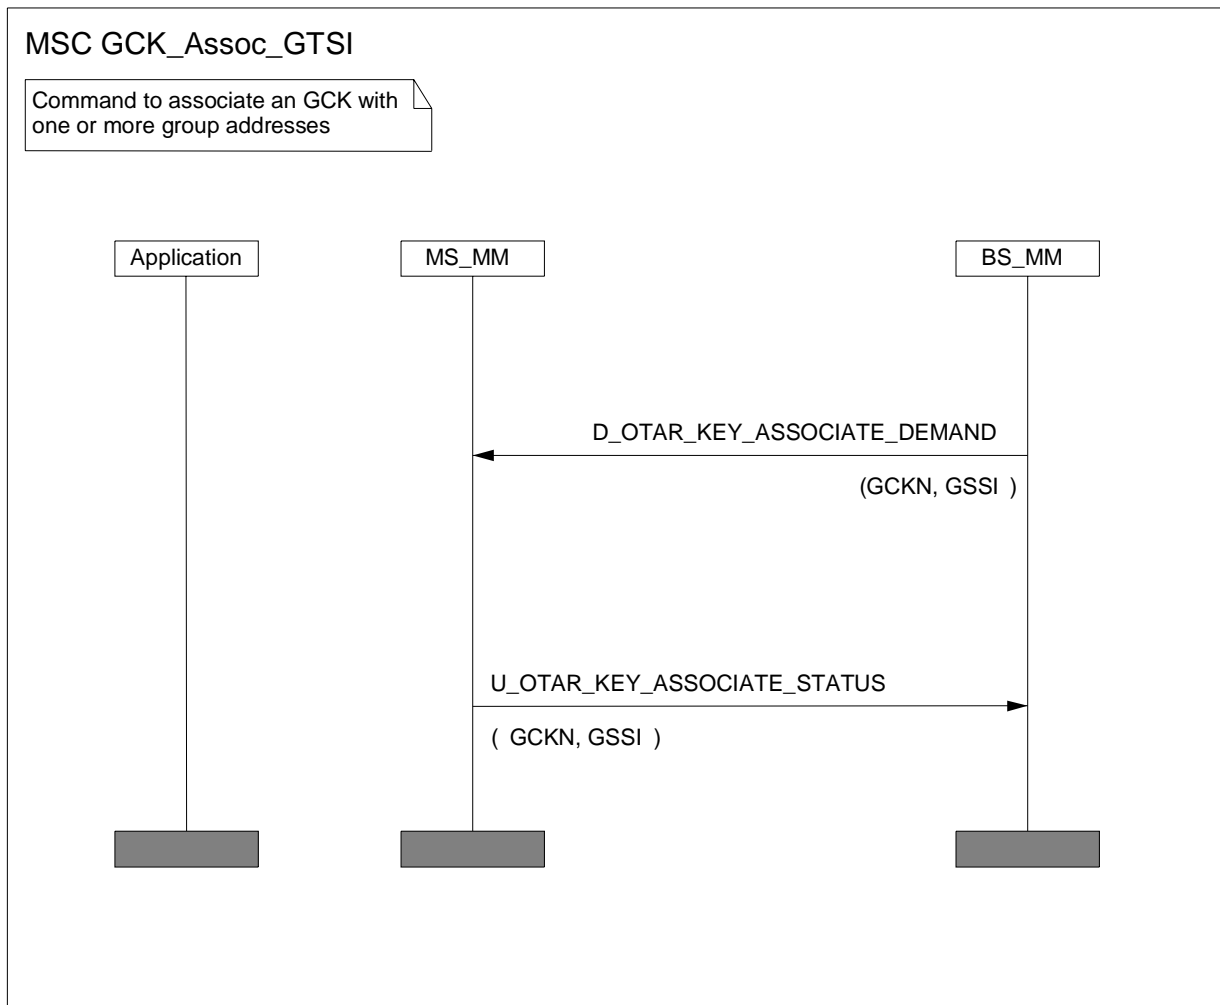 MSC GCK_Assoc_GTSI
Command to associate an GCK with
one or more group addresses
Application
MS_MM
BS_MM
D_OTAR_KEY_ASSOCIATE_DEMAND
(GCKN, GSSI )
U_OTAR_KEY_ASSOCIATE_STATUS
( GCKN, GSSI )